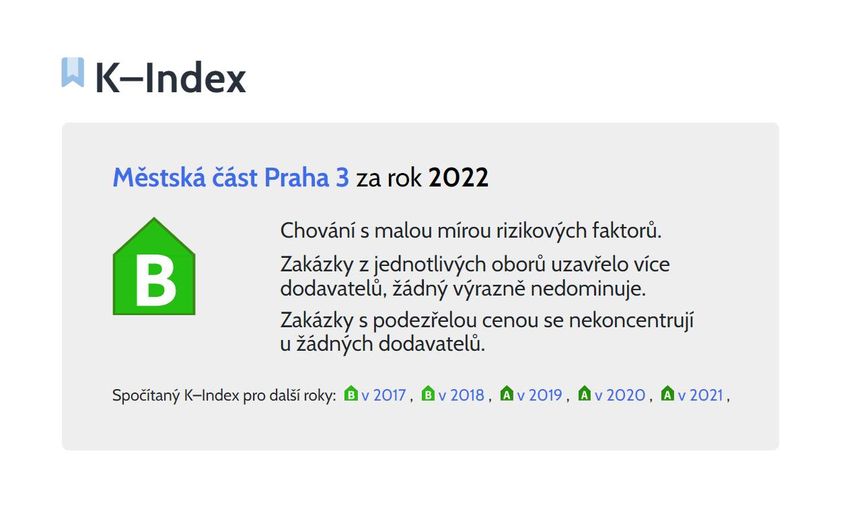 K–Index
Městská část Praha 3 za rok 2022
B
Chování s malou mírou rizikových faktorů.
Zakázky z jednotlivých oborů uzavřelo více
dodavatelů, žádný výrazně nedominuje.
Zakázky s podezřelou cenou se nekoncentrují
u žádných dodavatelů.
Spočítaný K–Index pro další roky: B v 2017 , B v 2018 , A v 2019 , A v 2020 , A v 2021 ,